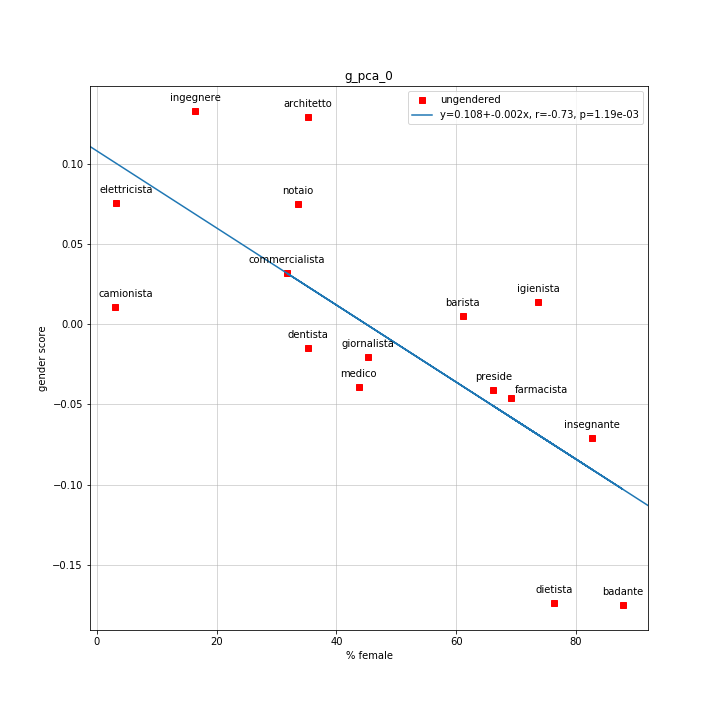 g_pca_0
ungendered
y=0.108+-0.002x, r=-0.73, p=1.19e-03
ingegnere
architetto
elettricista
notaio
commercialista
camionista
igienista
barista
dentista
giornalista
medico
preside
farmacista
insegnante
dietista
badante
gender score
0.10
0.05
0.00
−0.05
−0.10
−0.15
0
20
40
60
80
% female